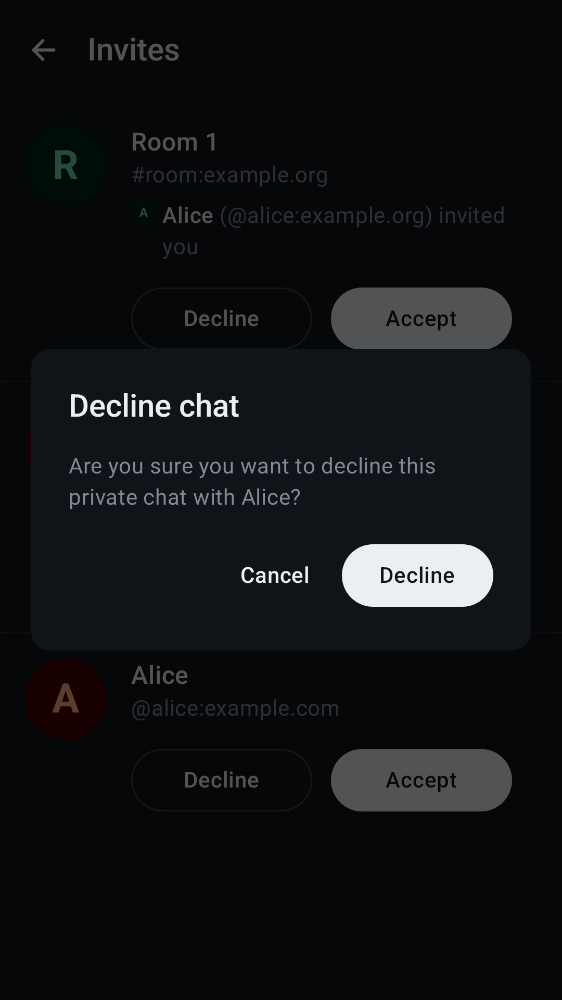 Invites
R
Room 1
#room:example.org
A
Alice (@alice:example.org) invited
you
Decline
Accept
Decline chat
Are you sure you want to decline this
private chat with Alice?
Cancel
Decline
A
Alice
@alice:example.com
Decline
Accept